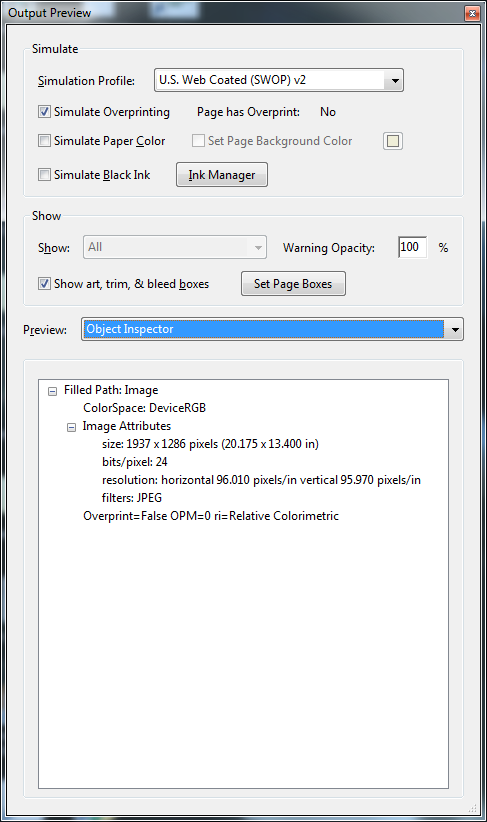 Output Preview
Simulate
Simulation Profile: U.S. Web Coated (SWOP) v2
Simulate Overprinting Page has Overprint: No
Simulate Paper Color Set Page Background Color
Simulate Black Ink Ink Manager
Show
Show: All Warning Opacity: 100 %
Show art, trim, & bleed boxes Set Page Boxes
Preview: Object Inspector
Filled Path: Image
ColorSpace: DeviceRGB
Image Attributes
size: 1937 x 1286 pixels (20.175 x 13.400 in)
bits/pixel: 24
resolution: horizontal 96.010 pixels/in vertical 95.970 pixels/in
filters: JPEG
Overprint=False OPM=0 ri=Relative Colorimetric